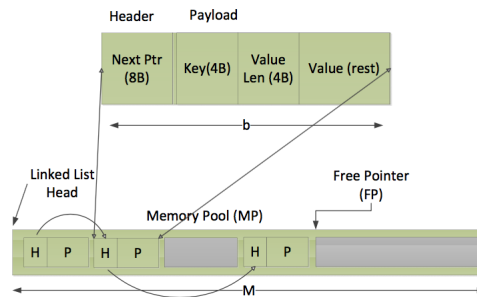 Header Payload
Next Ptr
(8B)
Key(4B)
Value
Len (4B)
Value (rest)
b
Linked List
Head
Free Pointer
(FP)
Memory Pool (MP)
H P H P H P
M